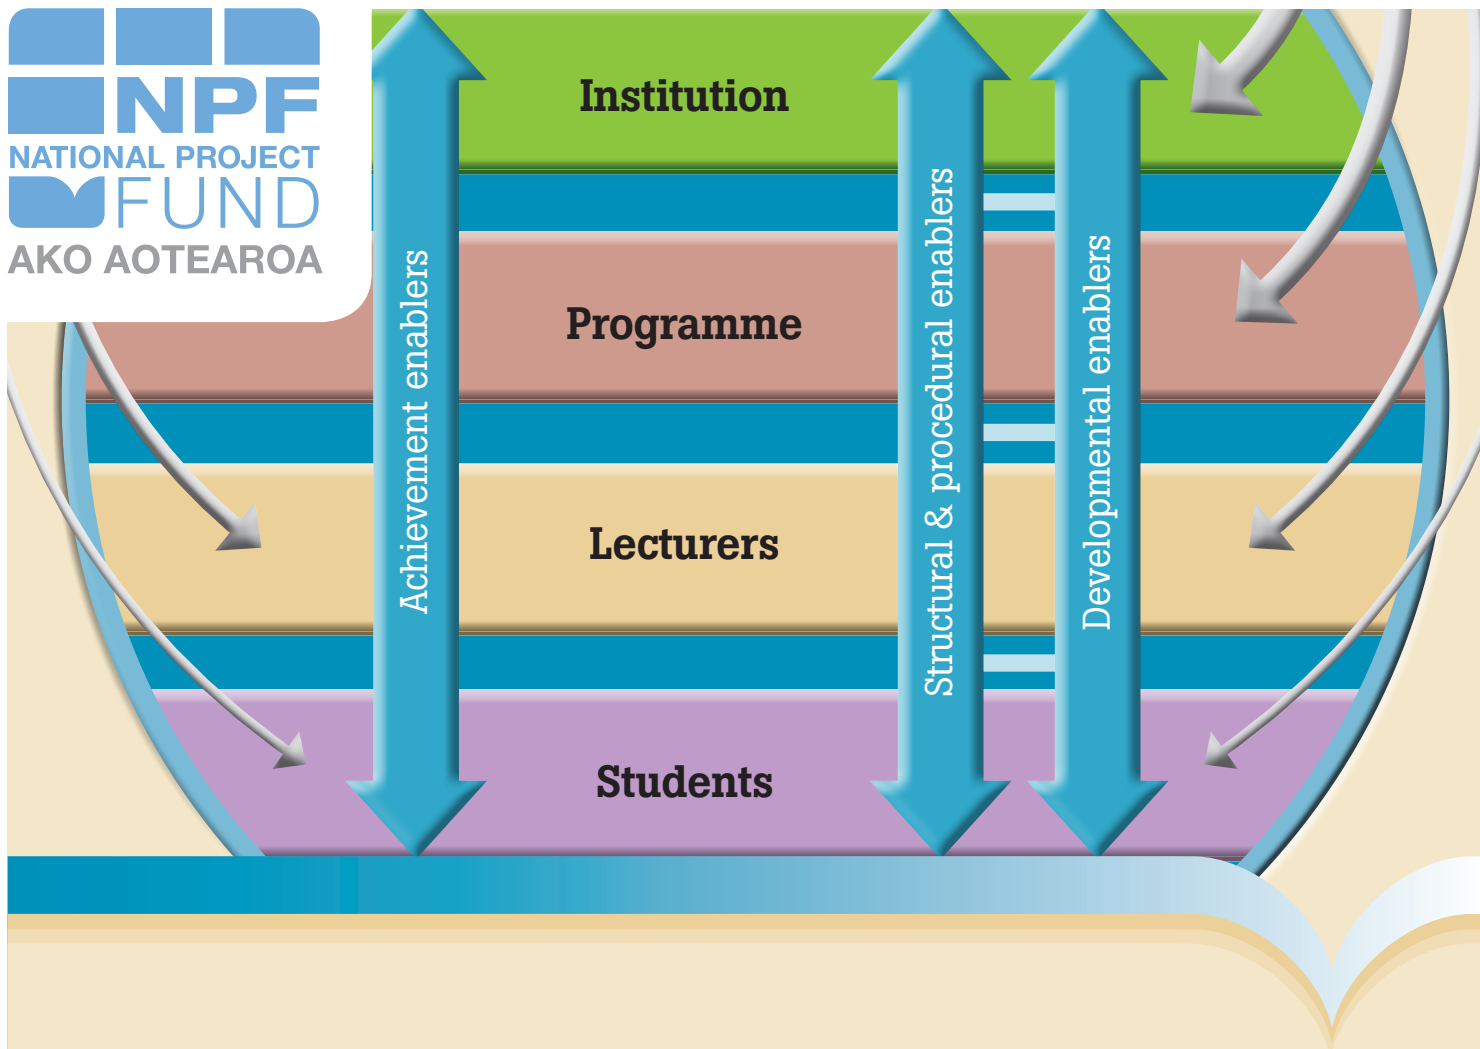 NPF
NATIONAL PROJECT
FUND
AKO AOTEAROA
Institution
Programme
Lecturers
Students
Achievement enablers
Structural & procedural enablers
Developmental enablers